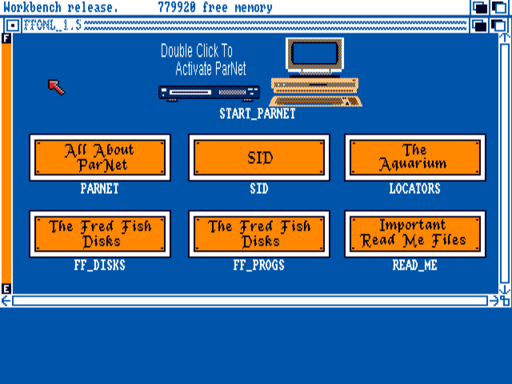 Workbench release. 779920 free memory
FFONL_1.5
F
Double Click To
Activate ParNet
START_PARNET
All About
ParNet
SID
The
Aquarium
PARNET
SID
LOCATORS
The Fred Fish
Disks
The Fred Fish
Disks
Important
Read Me Files
FF_DISKS
FF_PROGS
READ_ME
E